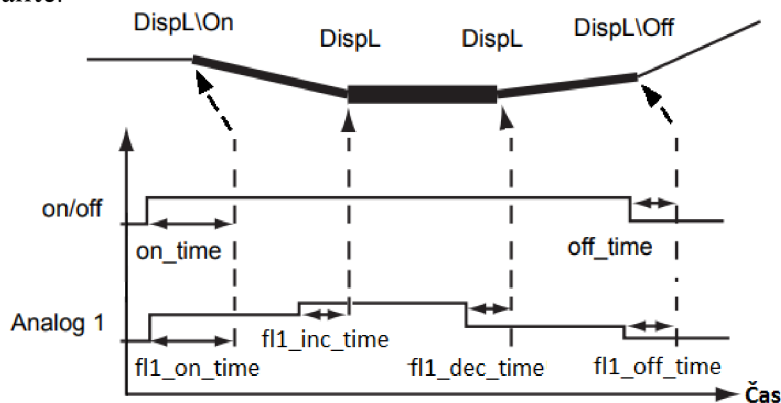 DispL\On
DispL
DispL
DispL\Off
on/off
on_time
off_time
Analog 1
fl1_on_time
fl1_inc_time
fl1_dec_time
fl1_off_time
Čas